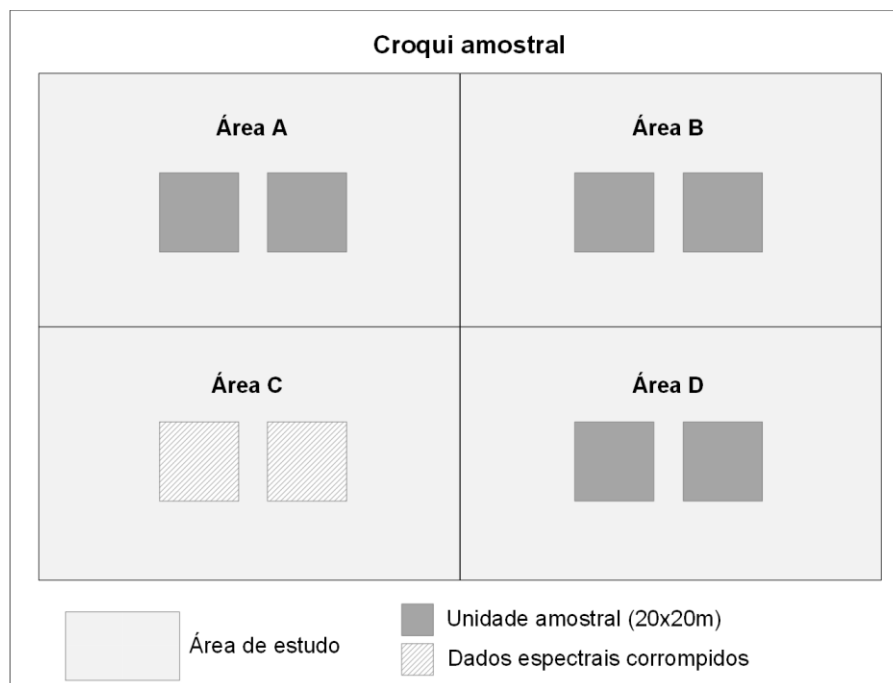 Croqui amostral
Área A
Área B
Área C
Área D
Área de estudo
Unidade amostral (20x20m)
Dados espectrais corrompidos